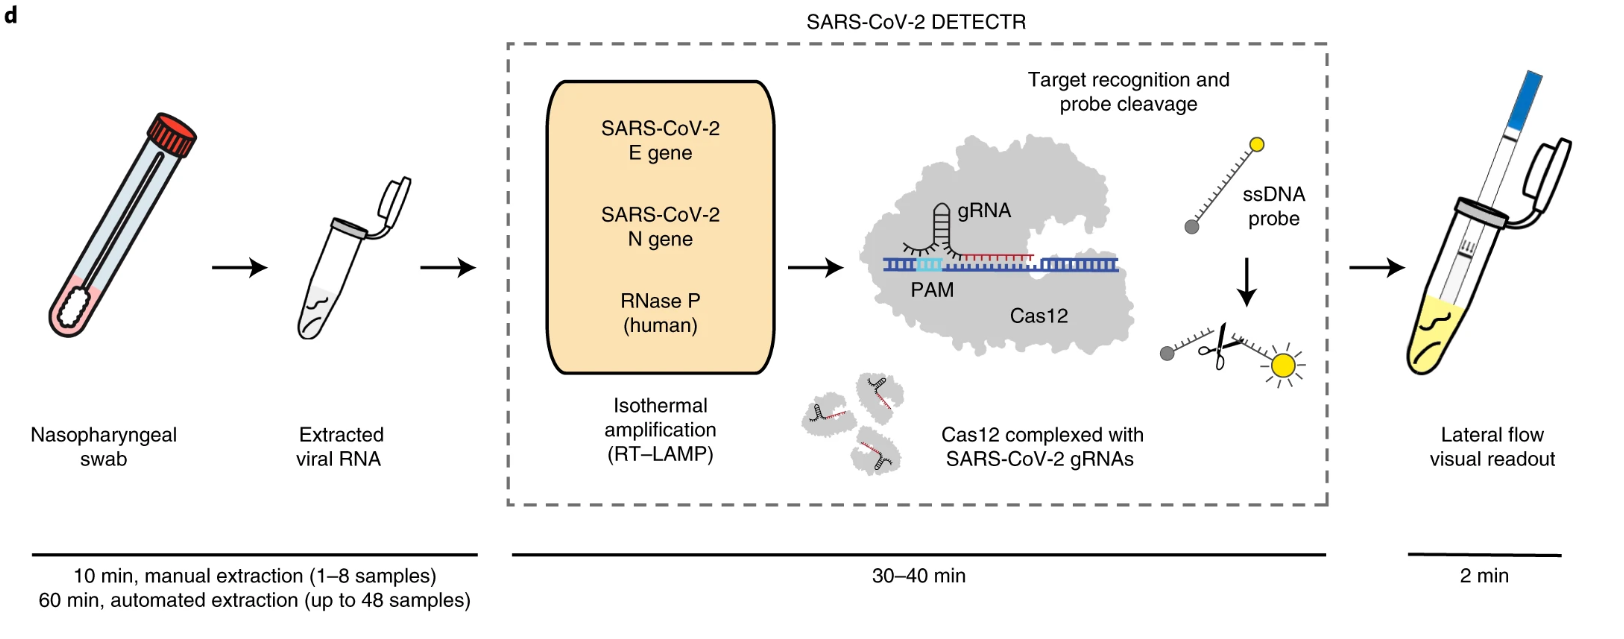 d
SARS-CoV-2 DETECTR
Target recognition and
probe cleavage
SARS-CoV-2
E gene
SARS-CoV-2
N gene
RNase P
(human)
gRNA
PAM
Cas12
ssDNA
probe
Nasopharyngeal
swab
Extracted
viral RNA
Isothermal
amplification
(RT–LAMP)
Cas12 complexed with
SARS-CoV-2 gRNAs
Lateral flow
visual readout
10 min, manual extraction (1–8 samples)
60 min, automated extraction (up to 48 samples)
30–40 min
2 min